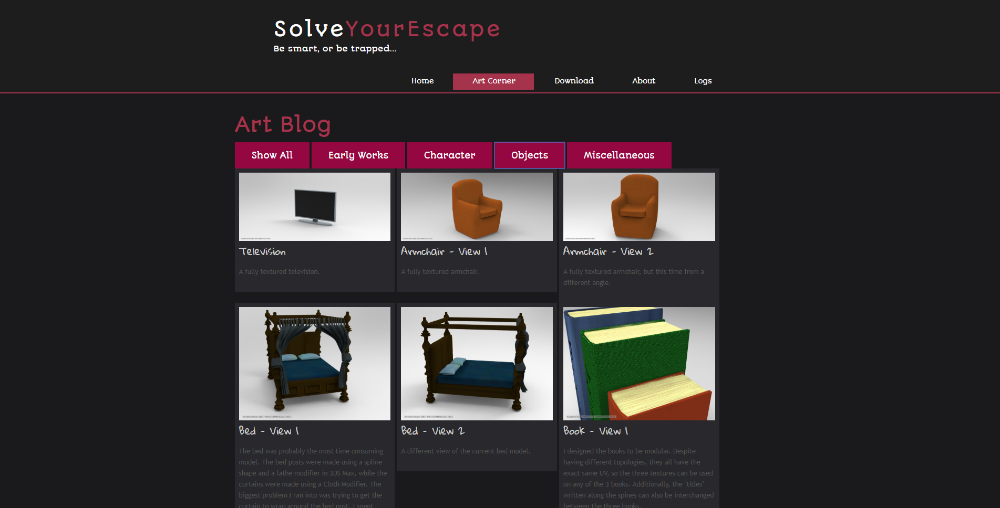 SolveYourEscape
Be smart, or be trapped...
Home Art Corner Download About Logs
Art Blog
Show All Early Works Character Objects Miscellaneous
Television
A fully textured television.
Armchair - View 1
A fully textured armchair.
Armchair - View 2
A fully textured armchair, but this time from a
different angle.
Bed - View 1
The bed was probably the most time consuming
model. The bed posts were made using a spline
shape and a lathe modifier in 3DS Max, while the
curtains were made using a Cloth Modifier. The
biggest problem I ran into was trying to get the
curtain to wrap around the bed post. I spent
Bed - View 2
A different view of the current bed model.
Book - View 1
I designed the books to be modular. Despite
having different topologies, they all have the
exact same UV, so the three textures can be used
on any of the 3 books. Additionally, the "titles"
written along the spines can also be interchanged
between the three books.